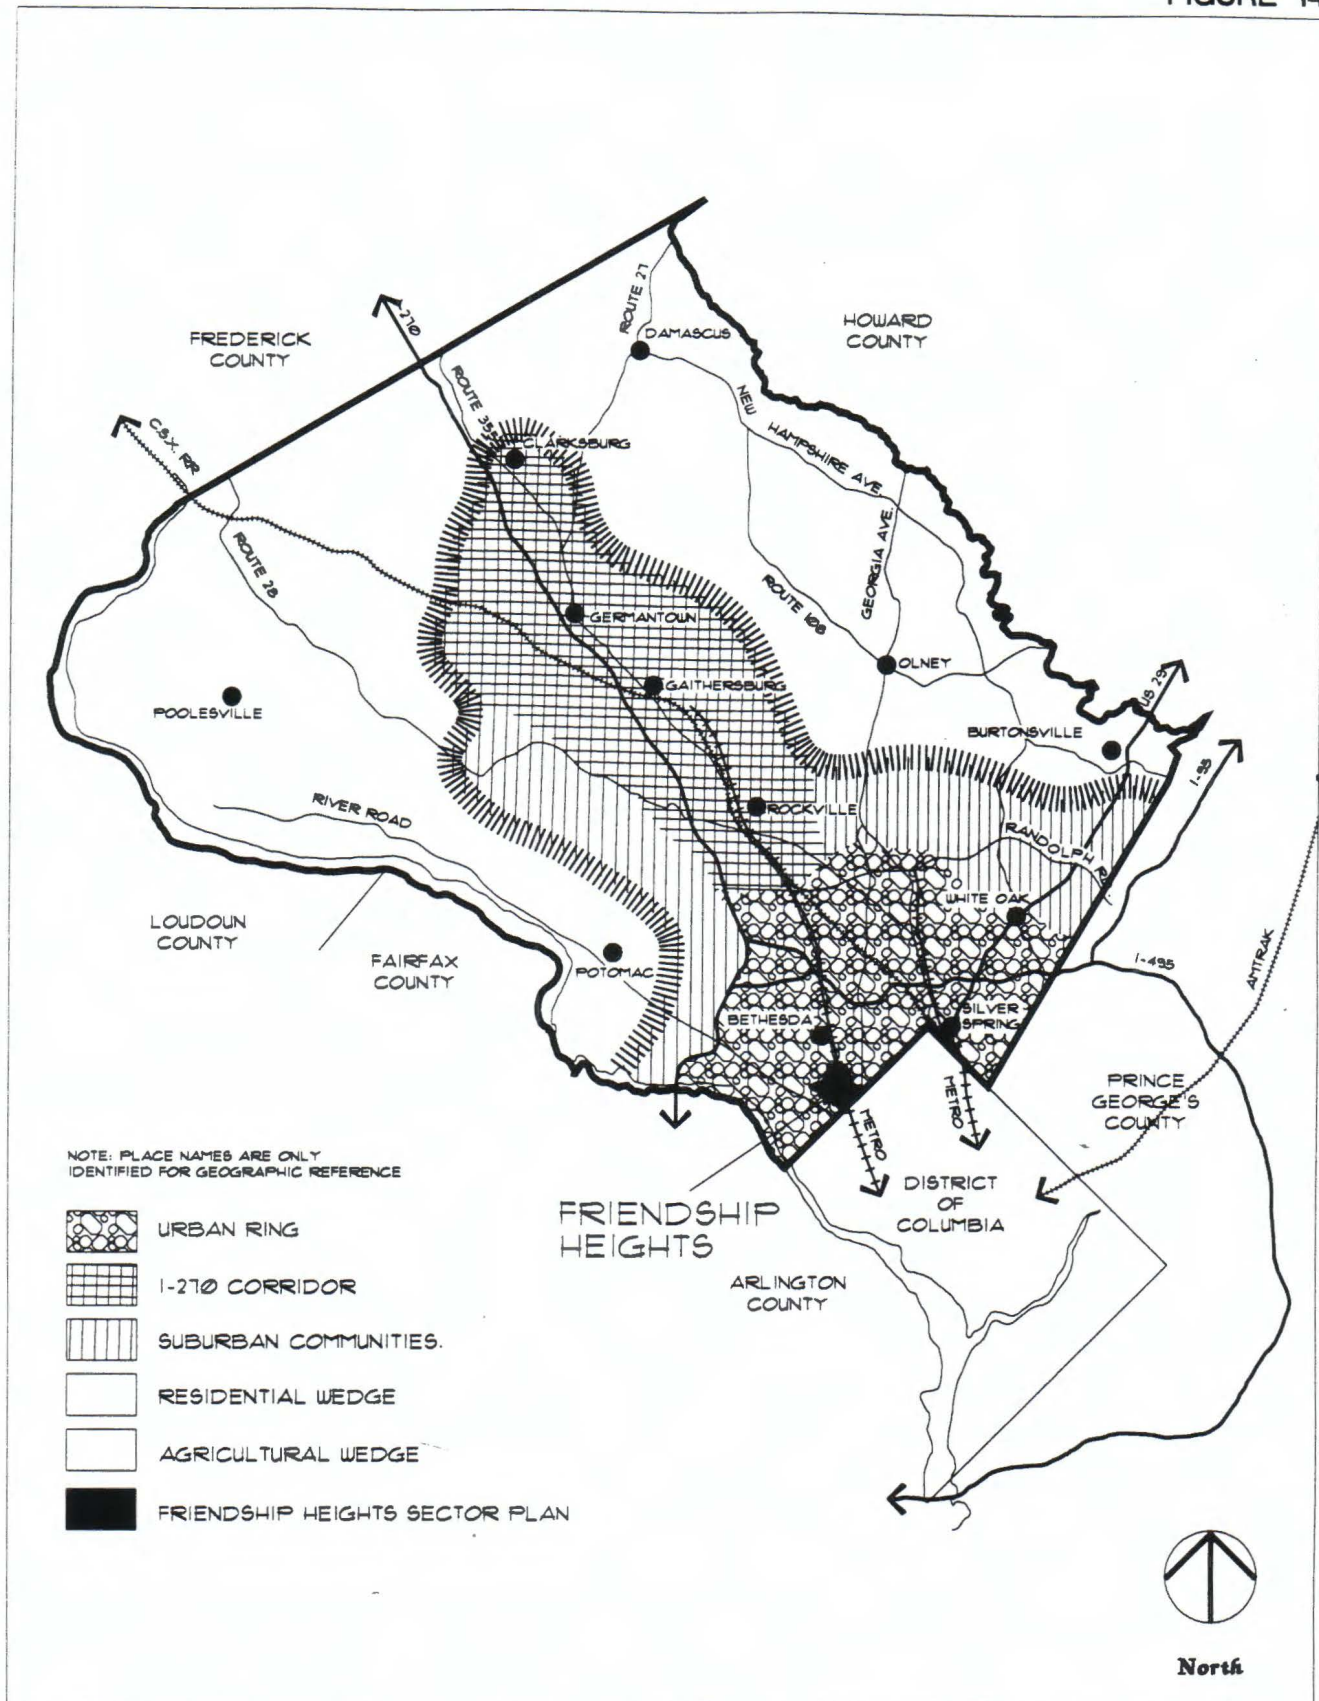 FREDERICK
COUNTY
HOWARD
COUNTY
ROUTE 27
DAMASCUS
I-270
ROUTE 355
C.S.X. RR
CLARKSBURG
NEW HAMPSHIRE AVE.
ROUTE 28
GEORGIA AVE.
ROUTE 108
GERMANTOWN
OLNEY
GAITHERSBURG
POOLESVILLE
US 29
BURTONSVILLE
I-95
RIVER ROAD
ROCKVILLE
RANDOLPH
WHITE OAK
LOUDOUN
COUNTY
FAIRFAX
COUNTY
POTOMAC
I-495
AMTRAK
BETHESDA
SILVER
SPRING
METRO
METRO
PRINCE
GEORGE'S
COUNTY
DISTRICT
OF
COLUMBIA
FRIENDSHIP
HEIGHTS
ARLINGTON
COUNTY
NOTE: PLACE NAMES ARE ONLY
IDENTIFIED FOR GEOGRAPHIC REFERENCE
URBAN RING
I-270 CORRIDOR
SUBURBAN COMMUNITIES.
RESIDENTIAL WEDGE
AGRICULTURAL WEDGE
FRIENDSHIP HEIGHTS SECTOR PLAN
North